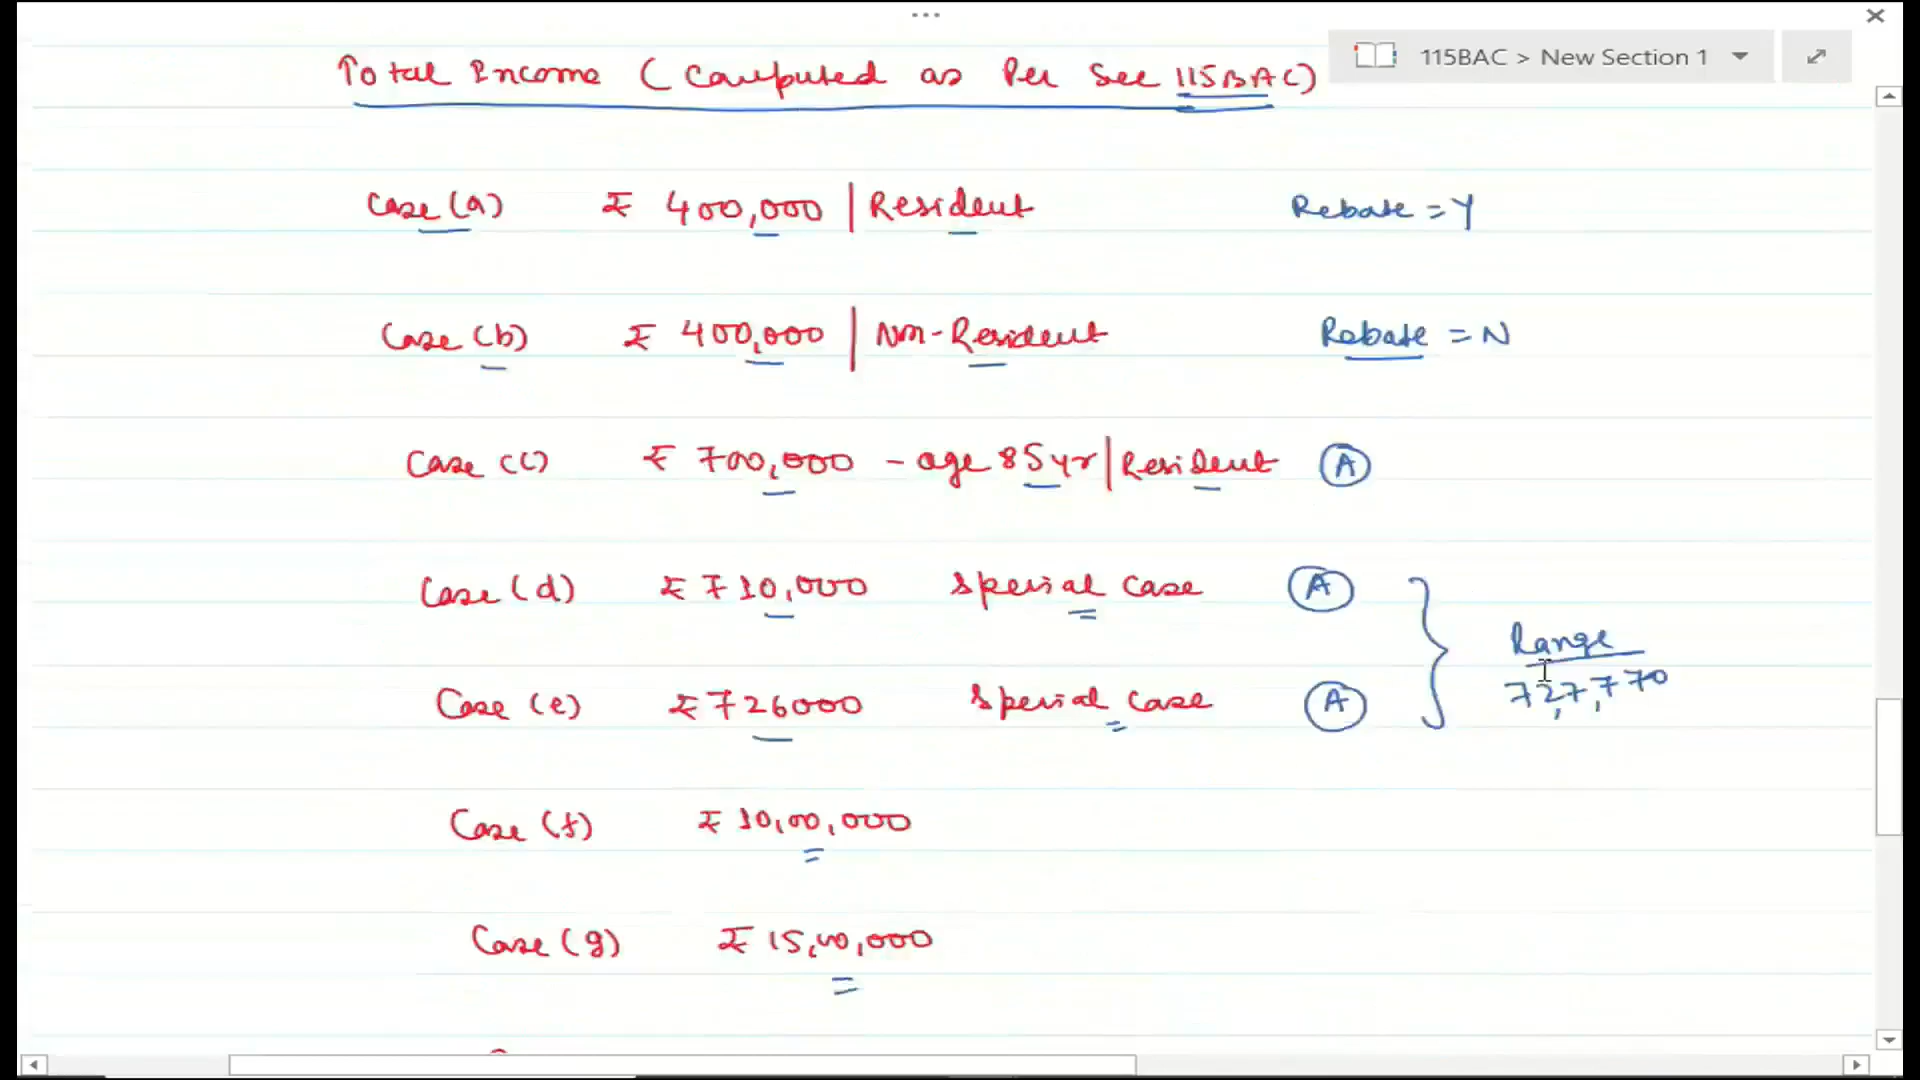 115BAC > New Section 1
Total Income (Computed as Per Sec 115BAC)
Case (a) ₹ 400,000 | Resident Rebate = Y
Case (b) ₹ 400,000 | Non-Resident Rebate = N
Case (c) ₹ 700,000 - age 85yr | Resident A
Case (d) ₹ 710,000 Special Case A
Case (e) ₹ 726000 Special Case A
Range
7,27,770
Case (f) ₹ 10,00,000
Case (g) ₹ 15,00,000